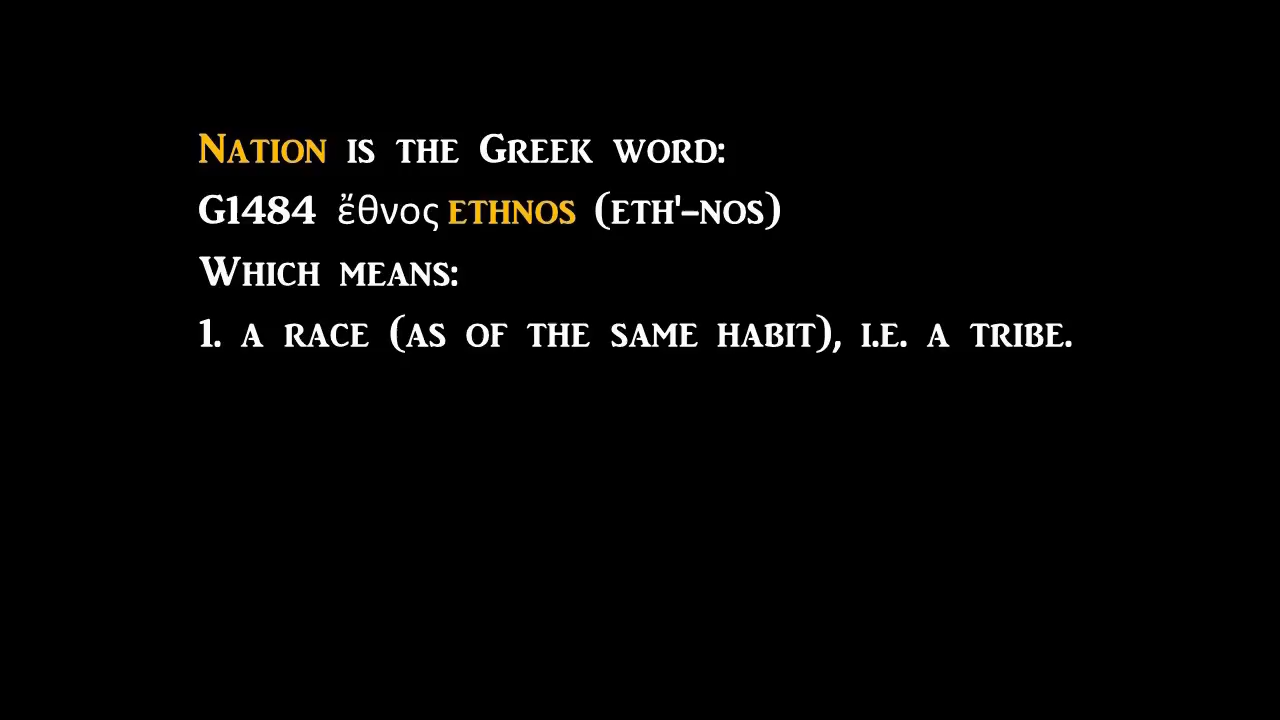 Nation is the Greek word:
G1484 ἔθνος ethnos (eth'-nos)
Which means:
1. a race (as of the same habit), i.e. a tribe.